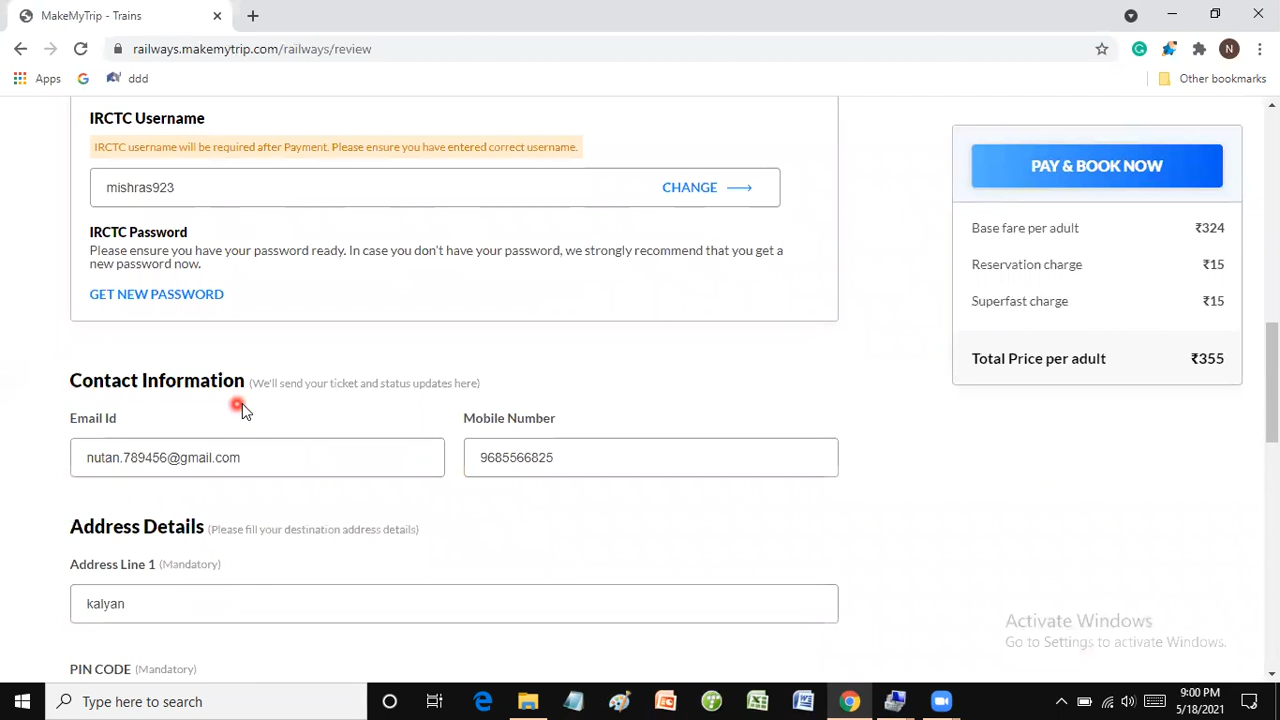 MakeMyTrip - Trains
railways.makemytrip.com/railways/review
N
Apps
ddd
Other bookmarks
IRCTC Username
IRCTC username will be required after Payment. Please ensure you have entered correct username.
mishras923
CHANGE
IRCTC Password
Please ensure you have your password ready. In case you don't have your password, we strongly recommend that you get a
new password now.
GET NEW PASSWORD
PAY & BOOK NOW
Base fare per adult ₹324
Reservation charge ₹15
Superfast charge ₹15
Total Price per adult ₹355
Contact Information (We'll send your ticket and status updates here)
Email Id
Mobile Number
nutan.789456@gmail.com
9685566825
Address Details (Please fill your destination address details)
Address Line 1 (Mandatory)
kalyan
PIN CODE (Mandatory)
Activate Windows
Go to Settings to activate Windows.
Type here to search
9:00 PM
5/18/2021